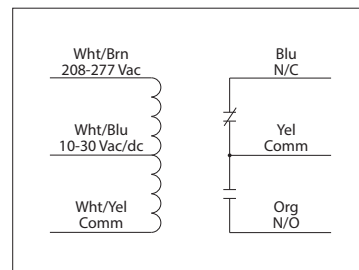 Wht/Brn
208-277 Vac
Wht/Blu
10-30 Vac/dc
Wht/Yel
Comm
Blu
N/C
Yel
Comm
Org
N/O